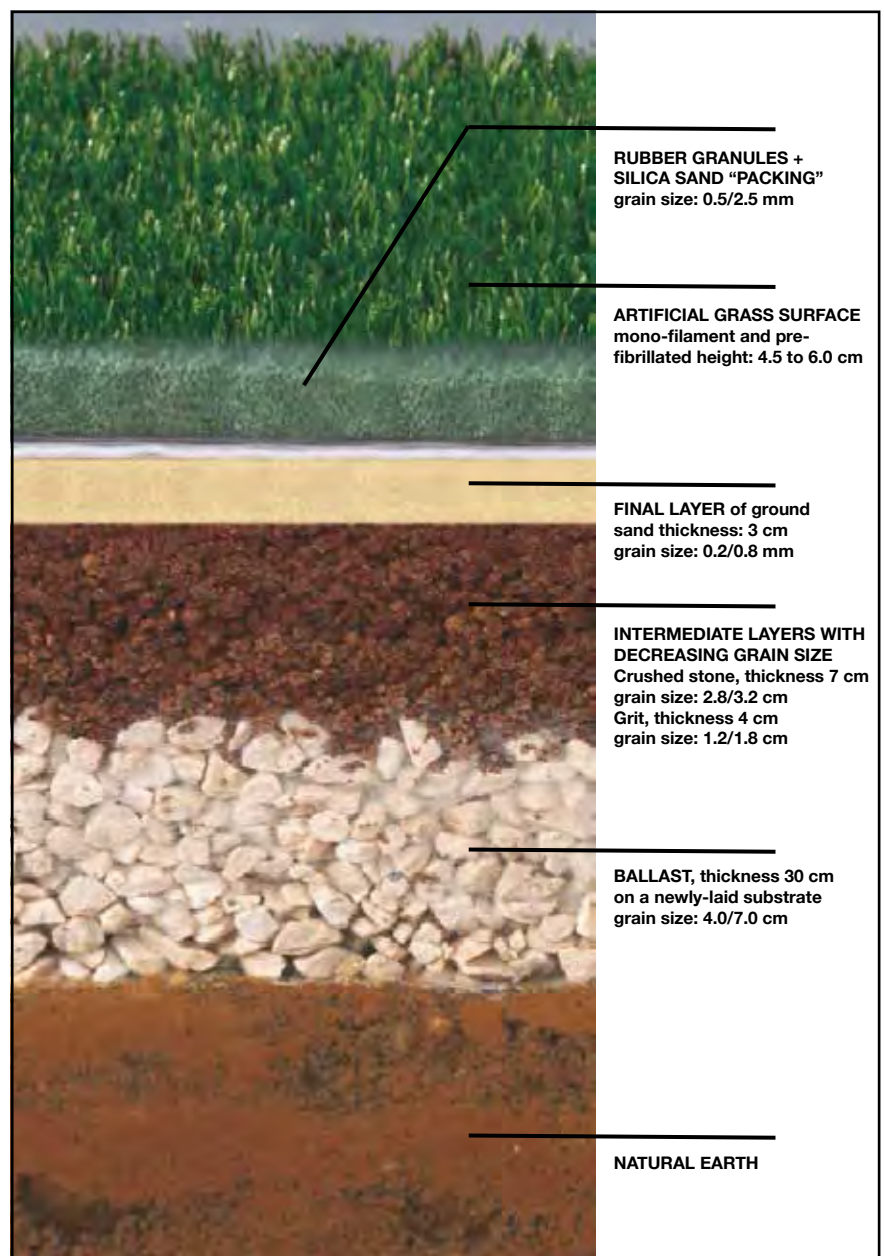 RUBBER GRANULES +
SILICA SAND “PACKING”
grain size: 0.5/2.5 mm
ARTIFICIAL GRASS SURFACE
mono-filament and pre-
fibrillated height: 4.5 to 6.0 cm
FINAL LAYER of ground
sand thickness: 3 cm
grain size: 0.2/0.8 mm
INTERMEDIATE LAYERS WITH
DECREASING GRAIN SIZE
Crushed stone, thickness 7 cm
grain size: 2.8/3.2 cm
Grit, thickness 4 cm
grain size: 1.2/1.8 cm
BALLAST, thickness 30 cm
on a newly-laid substrate
grain size: 4.0/7.0 cm
NATURAL EARTH